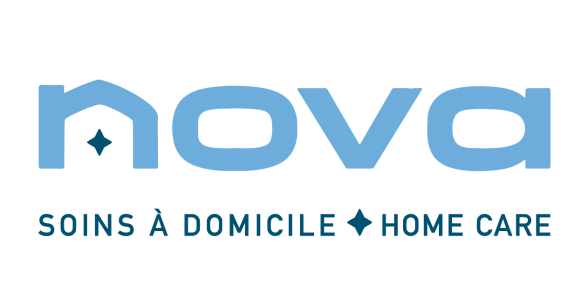 nova
SOINS À DOMICILE ✦ HOME CARE